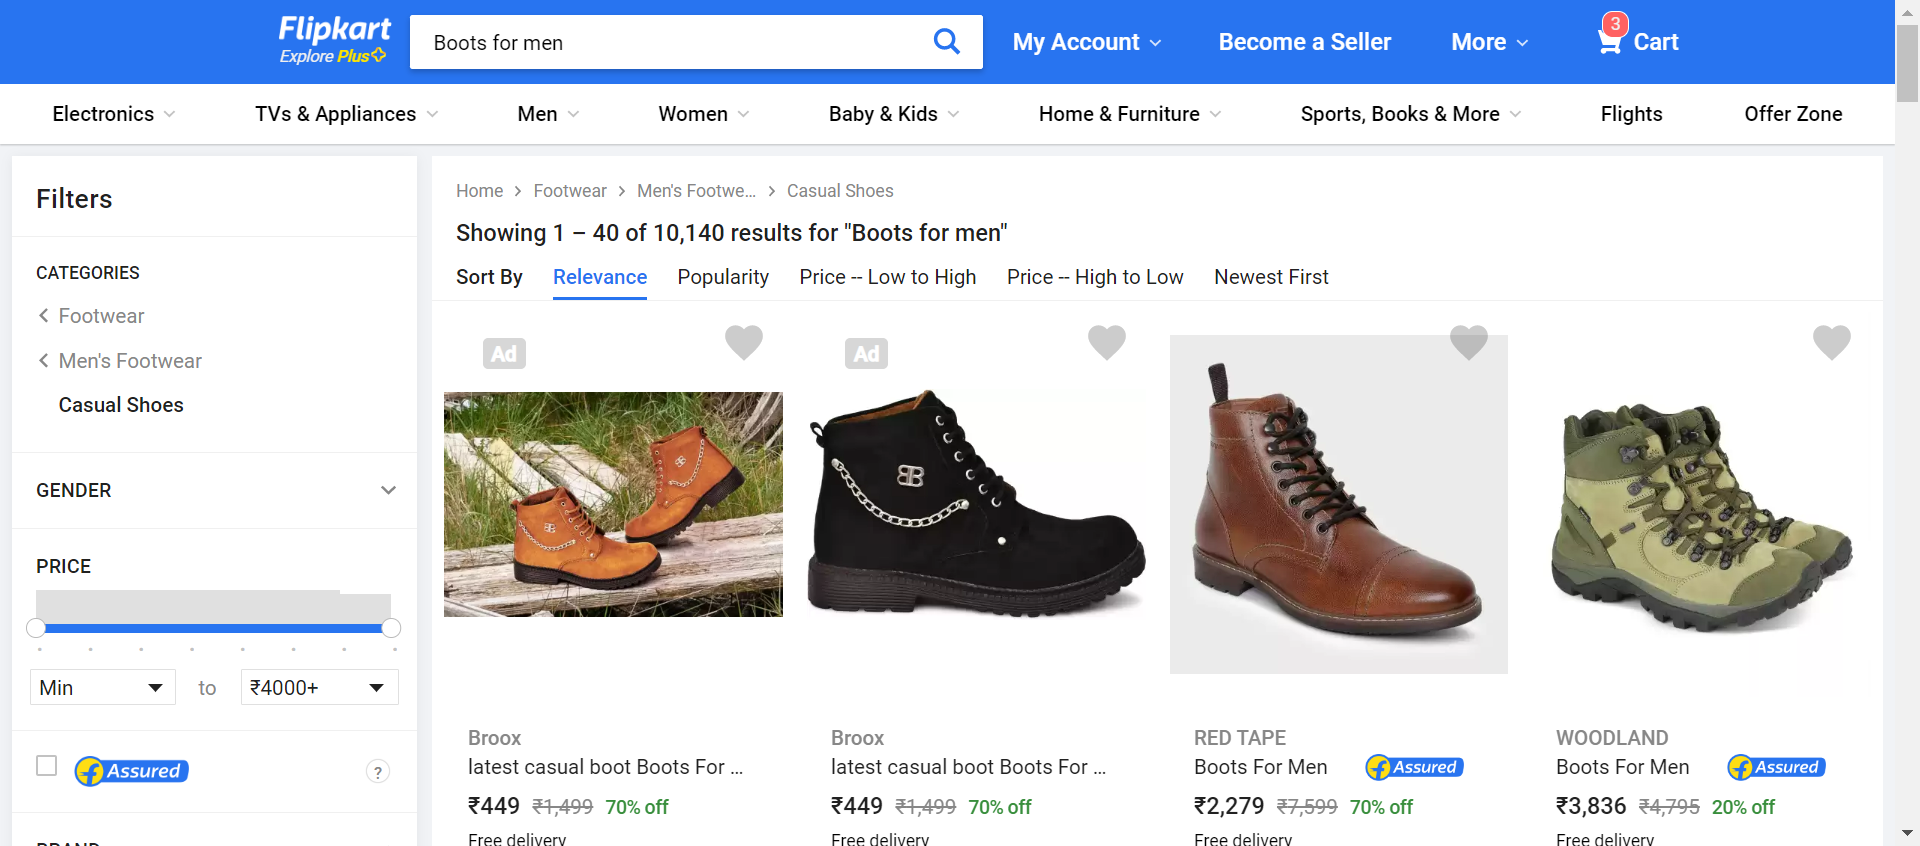 Flipkart
Explore Plus
Boots for men
My Account
Become a Seller
More
3
Cart
Electronics
TVs & Appliances
Men
Women
Baby & Kids
Home & Furniture
Sports, Books & More
Flights
Offer Zone
Filters
CATEGORIES
Footwear
Men's Footwear
Casual Shoes
GENDER
PRICE
Min
to
₹4000+
Assured
?
BRAND
Home
Footwear
Men's Footwe...
Casual Shoes
Showing 1 – 40 of 10,140 results for "Boots for men"
Sort By
Relevance
Popularity
Price -- Low to High
Price -- High to Low
Newest First
Ad
Broox
latest casual boot Boots For ...
₹449 ₹1,499 70% off
Free delivery
Ad
Broox
latest casual boot Boots For ...
₹449 ₹1,499 70% off
Free delivery
RED TAPE
Boots For Men
Assured
₹2,279 ₹7,599 70% off
Free delivery
WOODLAND
Boots For Men
Assured
₹3,836 ₹4,795 20% off
Free delivery